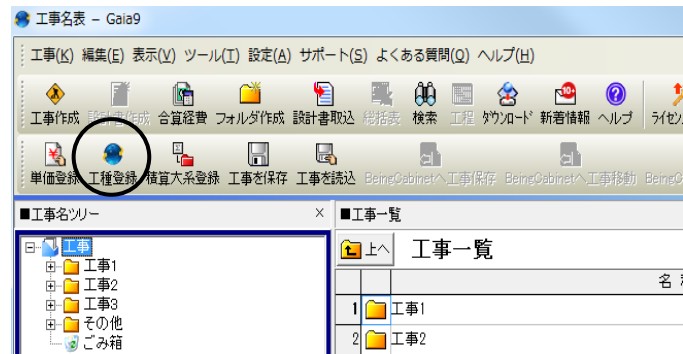 工事名表 – Gaia9
工事(K) 編集(E) 表示(V) ツール(T) 設定(A) サポート(S) よくある質問(Q) ヘルプ(H)
工事作成 設計書作成 合算経費 フォルダ作成 設計書取込 総括表 検索 工程 ダウンロード 新着情報 ヘルプ ライセン
単価登録 工種登録 積算大系登録 工事を保存 工事を読込 BeingCabinetへ工事保存 BeingCabinetへ工事移動 BeingC
■工事名ツリー × ■工事一覧
工事
工事1
工事2
工事3
その他
ごみ箱
上へ 工事一覧
名
1 工事1
2 工事2